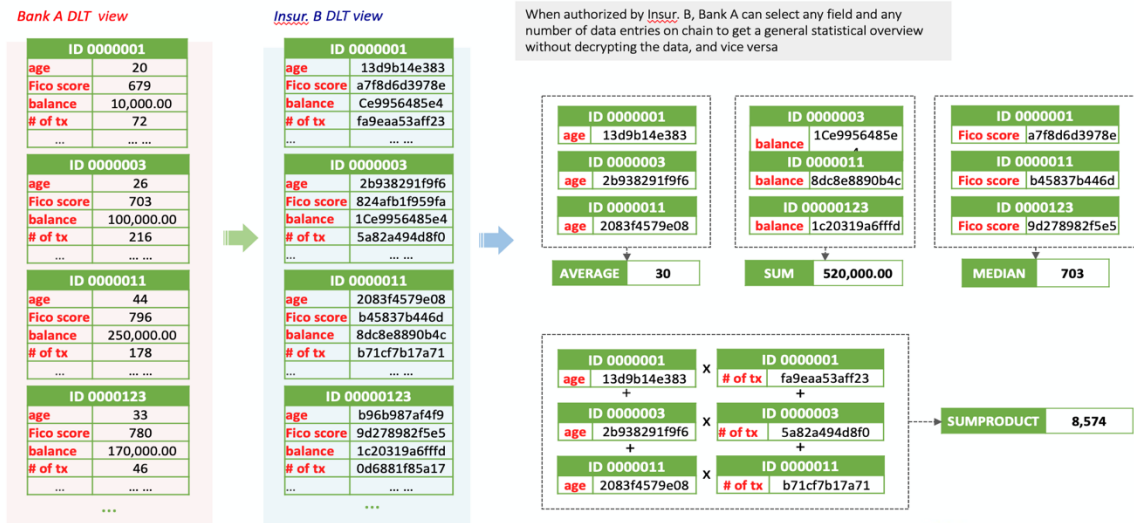 Bank A DLT view
ID 0000001
age 20
Fico score 679
balance 10,000.00
# of tx 72
... ... ...
ID 0000003
age 26
Fico score 703
balance 100,000.00
# of tx 216
... ... ...
ID 0000011
age 44
Fico score 796
balance 250,000.00
# of tx 178
... ... ...
ID 0000123
age 33
Fico score 780
balance 170,000.00
# of tx 46
... ... ...
...
Insur. B DLT view
ID 0000001
age 13d9b14e383
Fico score a7f8d6d3978e
balance Ce9956485e4
# of tx fa9eaa53aff23
... ... ...
ID 0000003
age 2b938291f9f6
Fico score 824afb1f959fa
balance 1Ce9956485e4
# of tx 5a82a494d8f0
... ... ...
ID 0000011
age 2083f4579e08
Fico score b45837b446d
balance 8dc8e8890b4c
# of tx b71cf7b17a71
... ... ...
ID 00000123
age b96b987af4f9
Fico score 9d278982f5e5
balance 1c20319a6fffd
# of tx 0d6881f85a17
... ... ...
...
When authorized by Insur. B, Bank A can select any field and any
number of data entries on chain to get a general statistical overview
without decrypting the data, and vice versa
ID 0000001
age 13d9b14e383
ID 0000003
age 2b938291f9f6
ID 0000011
age 2083f4579e08
AVERAGE 30
ID 0000003
balance 1Ce9956485e
ID 0000011
balance 8dc8e8890b4c
ID 00000123
balance 1c20319a6fffd
SUM 520,000.00
ID 0000001
Fico score a7f8d6d3978e
ID 0000011
Fico score b45837b446d
ID 0000123
Fico score 9d278982f5e5
MEDIAN 703
ID 0000001 x ID 0000001
age 13d9b14e383 # of tx fa9eaa53aff23
+ +
ID 0000003 x ID 0000003
age 2b938291f9f6 # of tx 5a82a494d8f0
+ +
ID 0000011 x ID 0000011
age 2083f4579e08 # of tx b71cf7b17a71
SUMPRODUCT 8,574